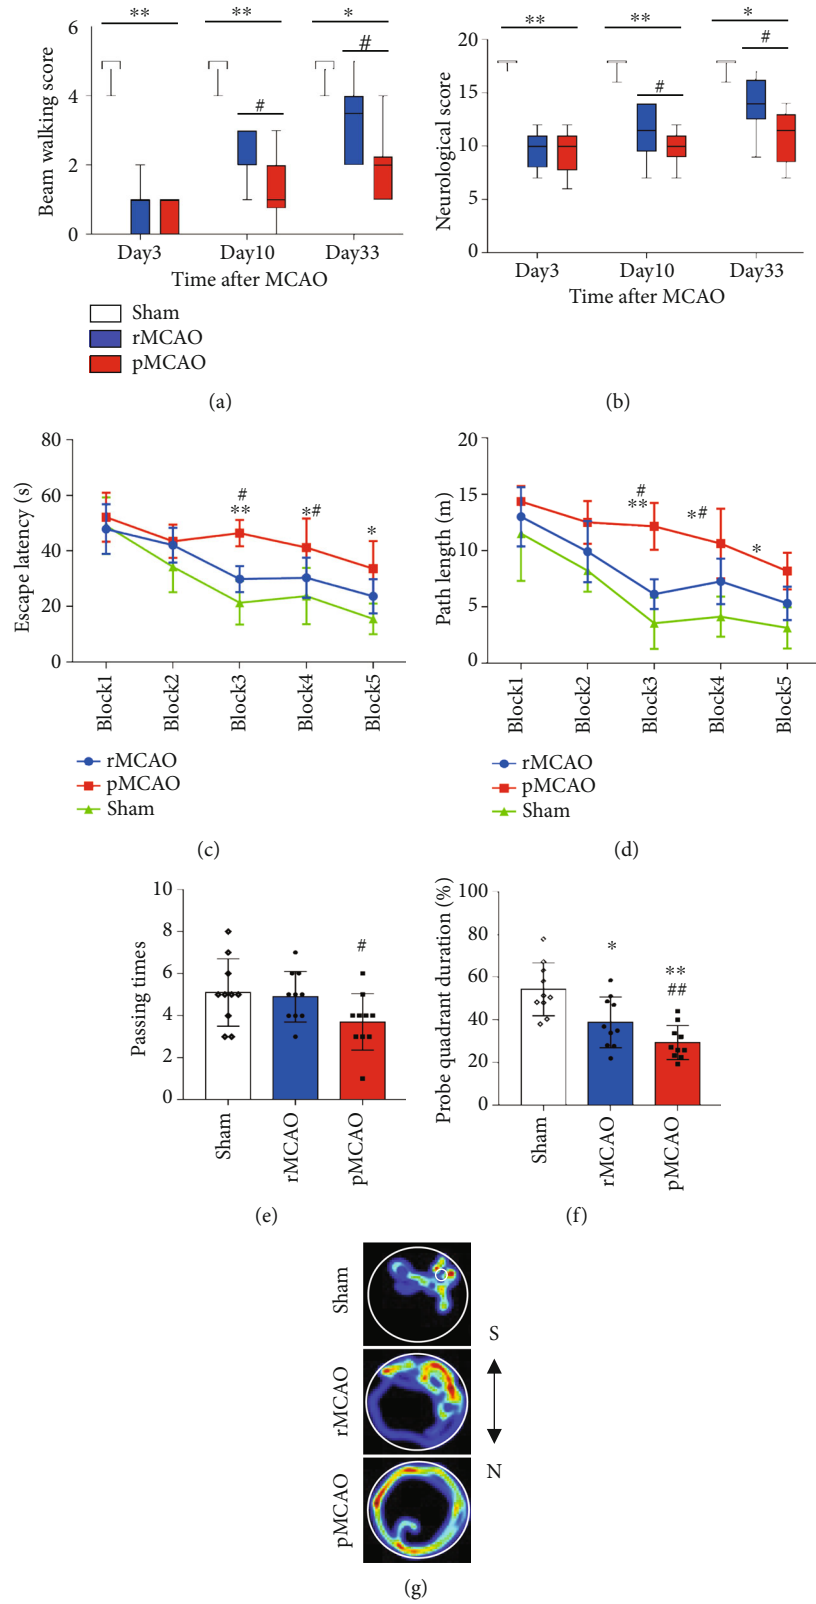 ** ** *
#
#
Beam walking score
6
4
2
0
Day3 Day10 Day33
Time after MCAO
Sham
rMCAO
pMCAO
(a)
** ** *
#
#
Neurological score
20
15
10
5
0
Day3 Day10 Day33
Time after MCAO
(b)
Escape latency (s)
80
60
40
20
0
#
**
*#
*
Block1 Block2 Block3 Block4 Block5
rMCAO
pMCAO
Sham
(c)
Path length (m)
20
15
10
5
0
#
**
*#
*
Block1 Block2 Block3 Block4 Block5
rMCAO
pMCAO
Sham
(d)
Passing times
10
8
6
4
2
0
#
Sham rMCAO pMCAO
(e)
Probe quadrant duration (%)
100
80
60
40
20
0
*
**
##
Sham rMCAO pMCAO
(f)
Sham
rMCAO
pMCAO
S
N
(g)